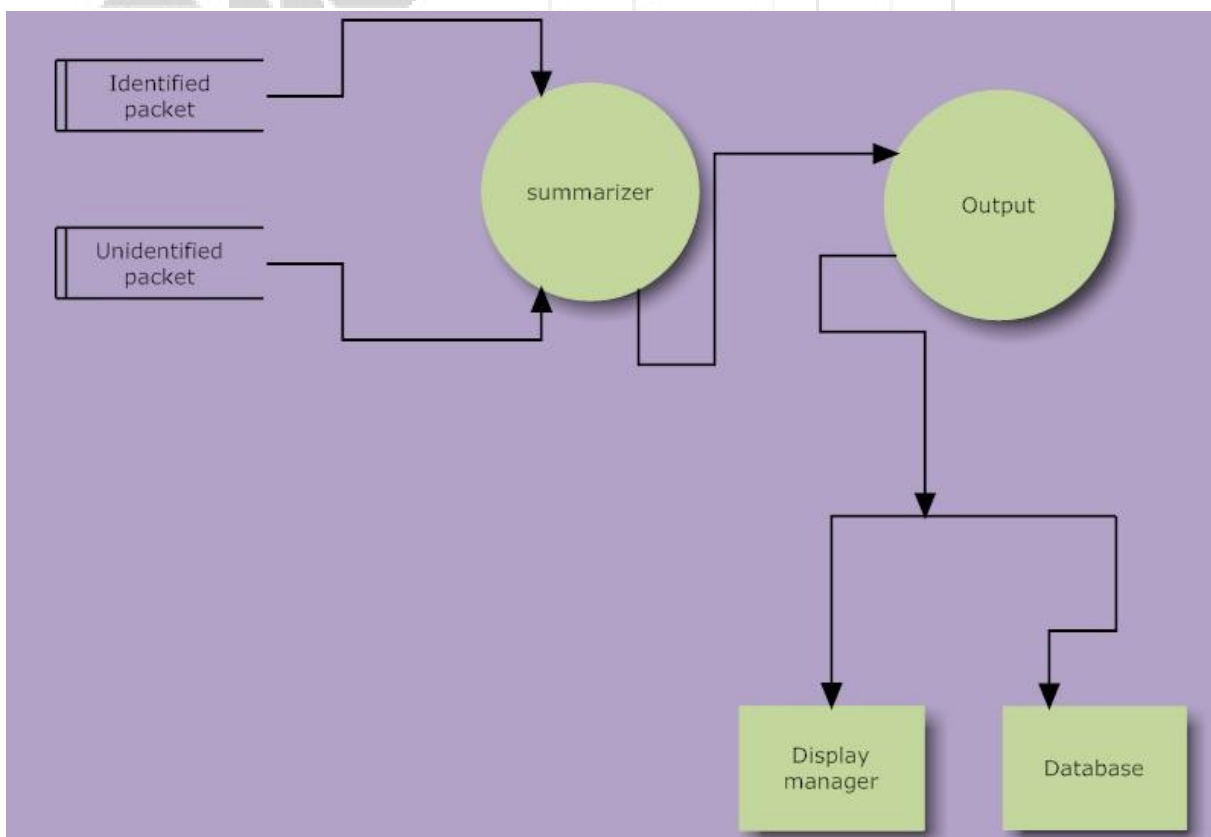 Identified
packet
summarizer
Output
Unidentified
packet
Display
manager
Database